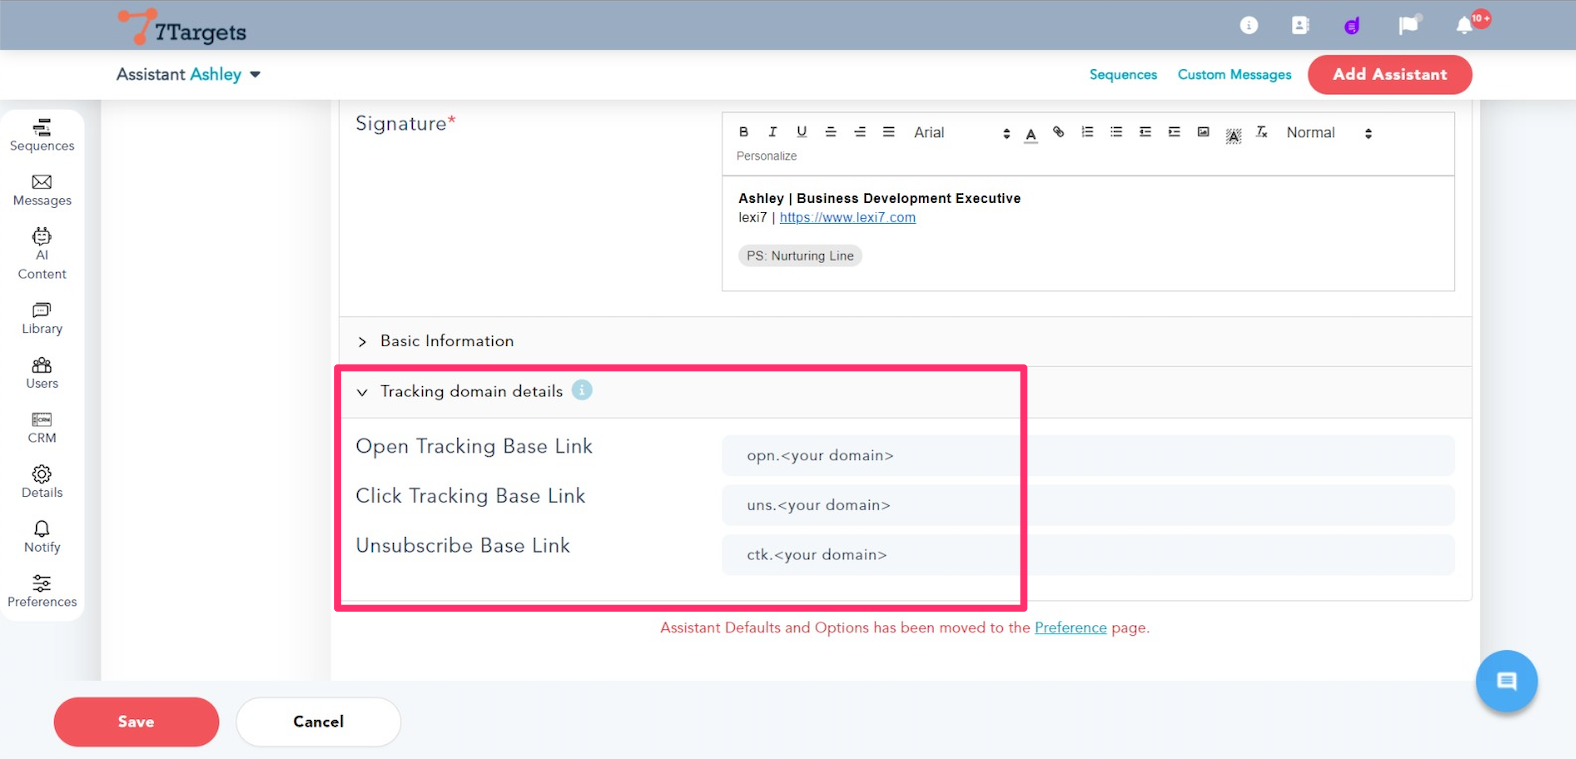 7Targets
10 +
Assistant Ashley
Sequences
Custom Messages
Add Assistant
Sequences
Messages
AI
Content
Library
Users
CRM
CRM
Details
Notify
Preferences
Signature*
B I U Arial A A Tx Normal
Personalize
Ashley | Business Development Executive
lexi7 | https://www.lexi7.com
PS: Nurturing Line
Basic Information
Tracking domain details i
Open Tracking Base Link
opn.<your domain>
Click Tracking Base Link
uns.<your domain>
Unsubscribe Base Link
ctk.<your domain>
Assistant Defaults and Options has been moved to the Preference page.
Save
Cancel